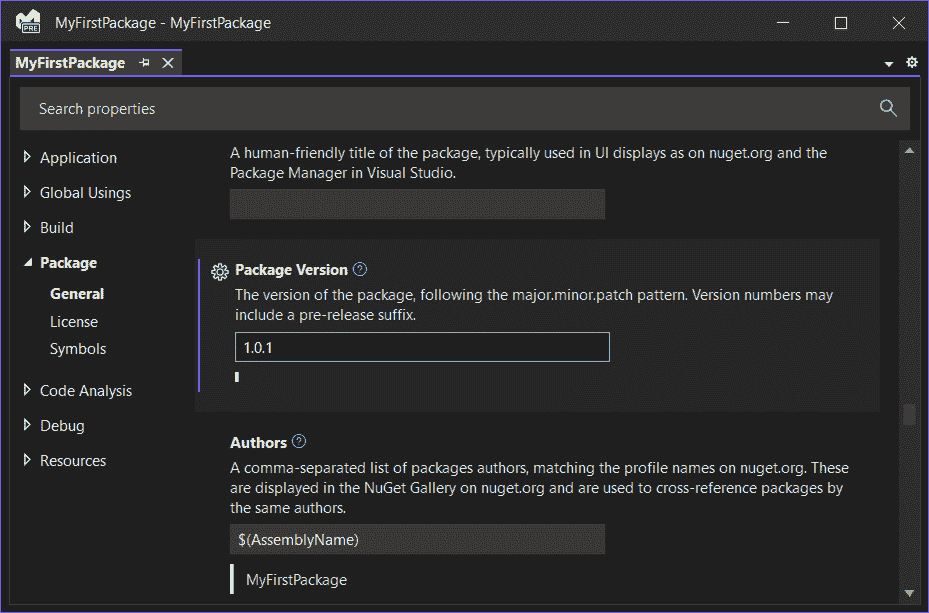 PRE
MyFirstPackage - MyFirstPackage
MyFirstPackage
Search properties
Application
Global Usings
Build
Package
General
License
Symbols
Code Analysis
Debug
Resources
A human-friendly title of the package, typically used in UI displays as on nuget.org and the
Package Manager in Visual Studio.
Package Version ?
The version of the package, following the major.minor.patch pattern. Version numbers may
include a pre-release suffix.
1.0.1
Authors ?
A comma-separated list of packages authors, matching the profile names on nuget.org. These
are displayed in the NuGet Gallery on nuget.org and are used to cross-reference packages by
the same authors.
$(AssemblyName)
MyFirstPackage